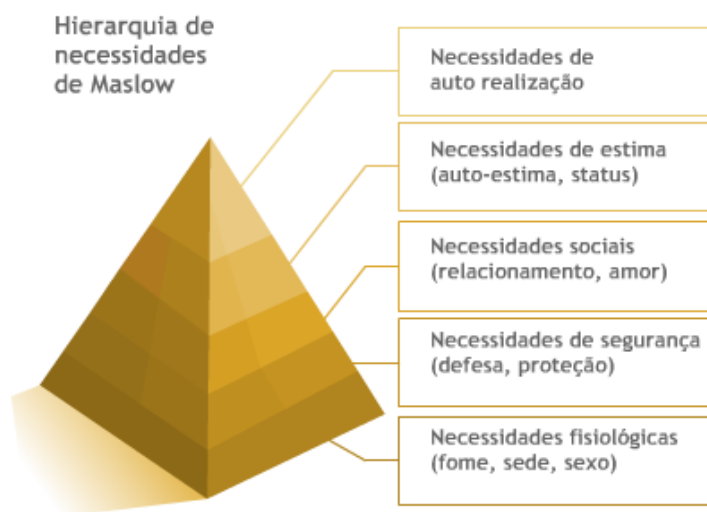 Hierarquia de
necessidades
de Maslow
Necessidades de
auto realização
Necessidades de estima
(auto-estima, status)
Necessidades sociais
(relacionamento, amor)
Necessidades de segurança
(defesa, proteção)
Necessidades fisiológicas
(fome, sede, sexo)